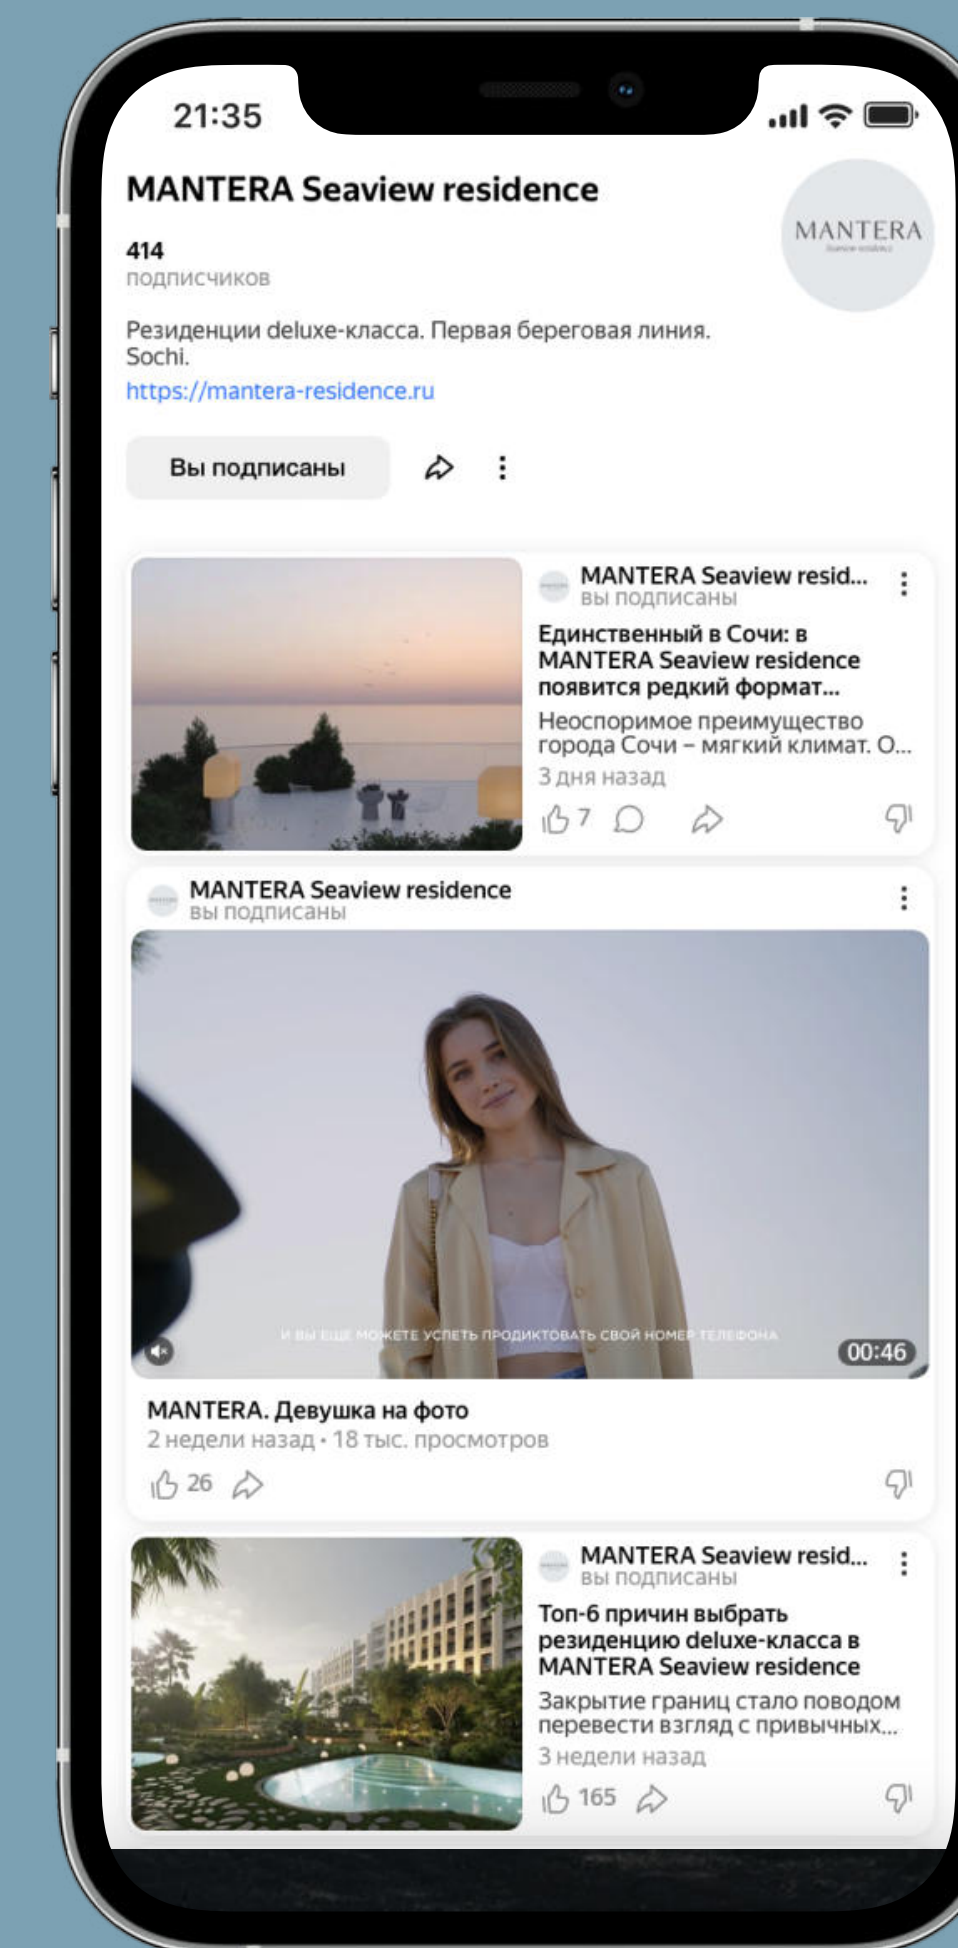 21:35
MANTERA Seaview residence
MANTERA
414
подписчиков
Резиденции deluxe-класса. Первая береговая линия.
Sochi.
https://mantera-residence.ru
Вы подписаны
MANTERA Seaview resid...
вы подписаны
Единственный в Сочи: в
MANTERA Seaview residence
появится редкий формат...
Неоспоримое преимущество
города Сочи – мягкий климат. О...
3 дня назад
7
MANTERA Seaview residence
вы подписаны
И ВЫ ЕЩЕ МОЖЕТЕ УСПЕТЬ ПРОДИКТОВАТЬ СВОЙ НОМЕР ТЕЛЕФОНА
00:46
MANTERA. Девушка на фото
2 недели назад • 18 тыс. просмотров
26
MANTERA Seaview resid...
вы подписаны
Топ-6 причин выбрать
резиденцию deluxe-класса в
MANTERA Seaview residence
Закрытие границ стало поводом
перевести взгляд с привычных...
3 недели назад
165